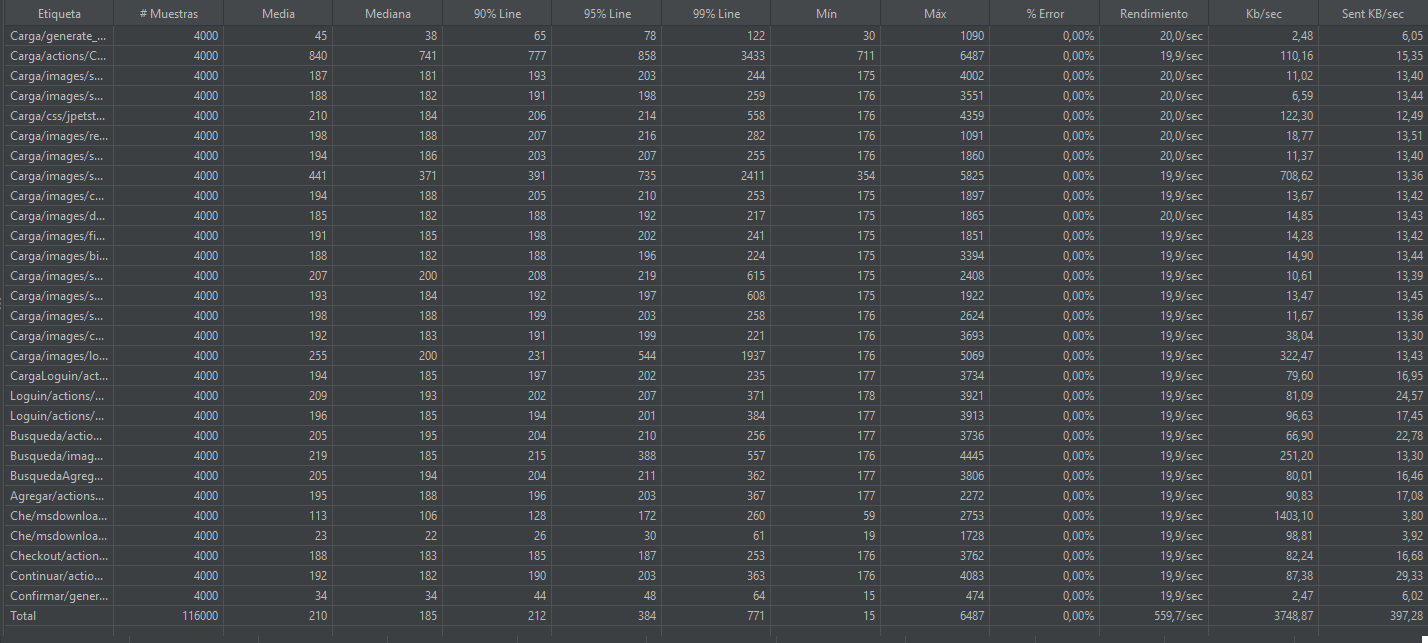 Etiqueta # Muestras Media Mediana 90% Line 95% Line 99% Line Mín Máx % Error Rendimiento Kb/sec Sent KB/sec
Carga/generate_... 4000 45 38 65 78 122 30 1090 0,00% 20,0/sec 2,48 6,05
Carga/actions/C... 4000 840 741 777 858 3433 711 6487 0,00% 19,9/sec 110,16 15,35
Carga/images/s... 4000 187 181 193 203 244 175 4002 0,00% 20,0/sec 11,02 13,40
Carga/images/s... 4000 188 182 191 198 259 176 3551 0,00% 20,0/sec 6,59 13,44
Carga/css/jpetst... 4000 210 184 206 214 558 176 4359 0,00% 20,0/sec 122,30 12,49
Carga/images/re... 4000 198 188 207 216 282 176 1091 0,00% 20,0/sec 18,77 13,51
Carga/images/s... 4000 194 186 203 207 255 176 1860 0,00% 20,0/sec 11,37 13,40
Carga/images/s... 4000 441 371 391 735 2411 354 5825 0,00% 19,9/sec 708,62 13,36
Carga/images/c... 4000 194 188 205 210 253 175 1897 0,00% 19,9/sec 13,67 13,42
Carga/images/d... 4000 185 182 188 192 217 175 1865 0,00% 20,0/sec 14,85 13,43
Carga/images/fi... 4000 191 185 198 202 241 175 1851 0,00% 19,9/sec 14,28 13,42
Carga/images/bi... 4000 188 182 188 196 224 175 3394 0,00% 19,9/sec 14,90 13,44
Carga/images/s... 4000 207 200 208 219 615 175 2408 0,00% 19,9/sec 10,61 13,39
Carga/images/s... 4000 193 184 192 197 608 175 1922 0,00% 19,9/sec 13,47 13,45
Carga/images/s... 4000 198 188 199 203 258 176 2624 0,00% 19,9/sec 11,67 13,36
Carga/images/c... 4000 192 183 191 199 221 176 3693 0,00% 19,9/sec 38,04 13,30
Carga/images/lo... 4000 255 200 231 544 1937 176 5069 0,00% 19,9/sec 322,47 13,43
CargaLoguin/act... 4000 194 185 197 202 235 177 3734 0,00% 19,9/sec 79,60 16,95
Loguin/actions/... 4000 209 193 202 207 371 178 3921 0,00% 19,9/sec 81,09 24,57
Loguin/actions/... 4000 196 185 194 201 384 177 3913 0,00% 19,9/sec 96,63 17,45
Busqueda/actio... 4000 205 195 204 210 256 177 3736 0,00% 19,9/sec 66,90 22,78
Busqueda/imag... 4000 219 185 215 388 557 176 4445 0,00% 19,9/sec 251,20 13,30
BusquedaAgreg... 4000 205 194 204 211 362 177 3806 0,00% 19,9/sec 80,01 16,46
Agregar/actions... 4000 195 188 196 203 367 177 2272 0,00% 19,9/sec 90,83 17,08
Che/msdownloa... 4000 113 106 128 172 260 59 2753 0,00% 19,9/sec 1403,10 3,80
Che/msdownloa... 4000 23 22 26 30 61 19 1728 0,00% 19,9/sec 98,81 3,92
Checkout/action... 4000 188 183 185 187 253 176 3762 0,00% 19,9/sec 82,24 16,68
Continuar/actio... 4000 192 182 190 203 363 176 4083 0,00% 19,9/sec 87,38 29,33
Confirmar/gener... 4000 34 34 44 48 64 15 474 0,00% 19,9/sec 2,47 6,02
Total 116000 210 185 212 384 771 15 6487 0,00% 559,7/sec 3748,87 397,28